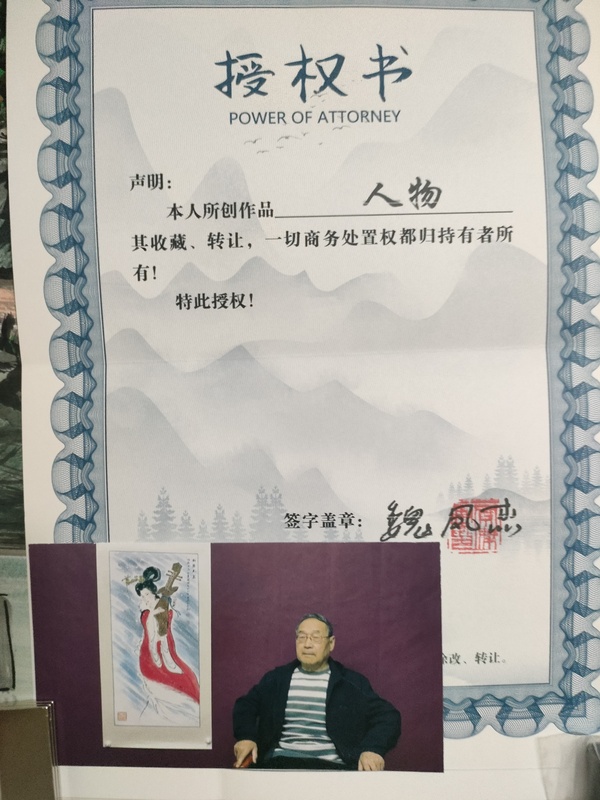 授权书
POWER OF ATTORNEY
声明：
本人所创作品 人物
其收藏、转让，一切商务处置权都归持有者所
有！
特此授权！
签字盖章： 魏凤
涂改、转让。